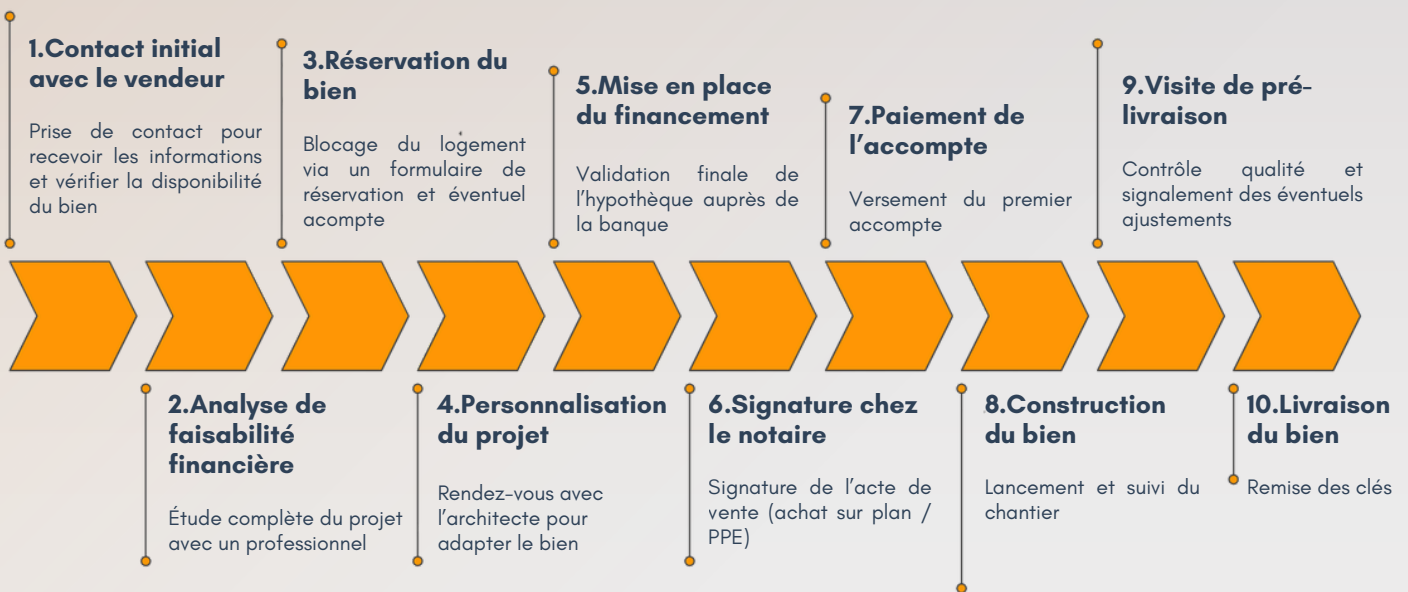 1.Contact initial
avec le vendeur
Prise de contact pour
recevoir les informations
et vérifier la disponibilité
du bien
2.Analyse de
faisabilité
financière
Étude complète du projet
avec un professionnel
3.Réservation du
bien
Blocage du logement
via un formulaire de
réservation et éventuel
acompte
4.Personnalisation
du projet
Rendez-vous avec
l'architecte pour
adapter le bien
5.Mise en place
du financement
Validation finale de
l'hypothèque auprès de
la banque
6.Signature chez
le notaire
Signature de l'acte de
vente (achat sur plan /
PPE)
7.Paiement de
l'accompte
Versement du premier
accompte
8.Construction
du bien
Lancement et suivi du
chantier
9.Visite de pré-
livraison
Contrôle qualité et
signalement des éventuels
ajustements
10.Livraison
du bien
Remise des clés